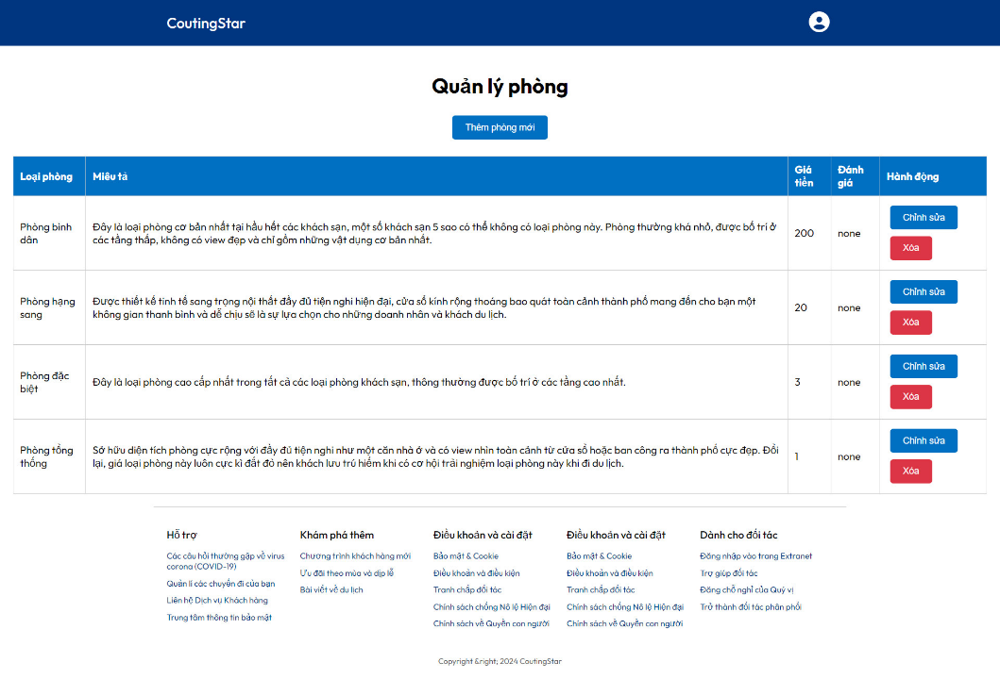 CoutingStar
Quản lý phòng
Thêm phòng mới
Loại phòng
Miêu tả
Giá
tiền
Đánh
giá
Hành động
Phòng bình
dân
Đây là loại phòng cơ bản nhất tại hầu hết các khách sạn, một số khách sạn 5 sao có thể không có loại phòng này. Phòng thường khá nhỏ, được bố trí ở
các tầng thấp, không có view đẹp và chỉ gồm những vật dụng cơ bản nhất.
200
none
Chỉnh sửa
Xóa
Phòng hạng
sang
Được thiết kế tinh tế sang trọng nội thất đầy đủ tiện nghi hiện đại, cửa sổ kính rộng thoáng bao quát toàn cảnh thành phố mang đến cho bạn một
không gian thanh bình và dễ chịu sẽ là sự lựa chọn cho những doanh nhân và khách du lịch.
20
none
Chỉnh sửa
Xóa
Phòng đặc
biệt
Đây là loại phòng cao cấp nhất trong tất cả các loại phòng khách sạn, thông thường được bố trí ở các tầng cao nhất.
3
none
Chỉnh sửa
Xóa
Phòng tổng
thống
Sở hữu diện tích phòng cực rộng với đầy đủ tiện nghi như một căn nhà ở và có view nhìn toàn cảnh từ cửa sổ hoặc ban công ra thành phố cực đẹp. Đổi
lại, giá loại phòng này luôn cực kì đắt đỏ nên khách lưu trú hiếm khi có cơ hội trải nghiệm loại phòng này khi đi du lịch.
1
none
Chỉnh sửa
Xóa
Hỗ trợ
Các câu hỏi thường gặp về virus
corona (COVID-19)
Quản lí các chuyến đi của bạn
Liên hệ Dịch vụ Khách hàng
Trung tâm thông tin bảo mật
Khám phá thêm
Chương trình khách hàng mới
Ưu đãi theo mùa và dịp lễ
Bài viết về du lịch
Điều khoản và cài đặt
Bảo mật & Cookie
Điều khoản và điều kiện
Tranh chấp đối tác
Chính sách chống Nô lệ Hiện đại
Chính sách về Quyền con người
Điều khoản và cài đặt
Bảo mật & Cookie
Điều khoản và điều kiện
Tranh chấp đối tác
Chính sách chống Nô lệ Hiện đại
Chính sách về Quyền con người
Dành cho đối tác
Đăng nhập vào trang Extranet
Trợ giúp đối tác
Đăng chỗ nghỉ của Quý vị
Trở thành đối tác phân phối
Copyright &right; 2024 CoutingStar